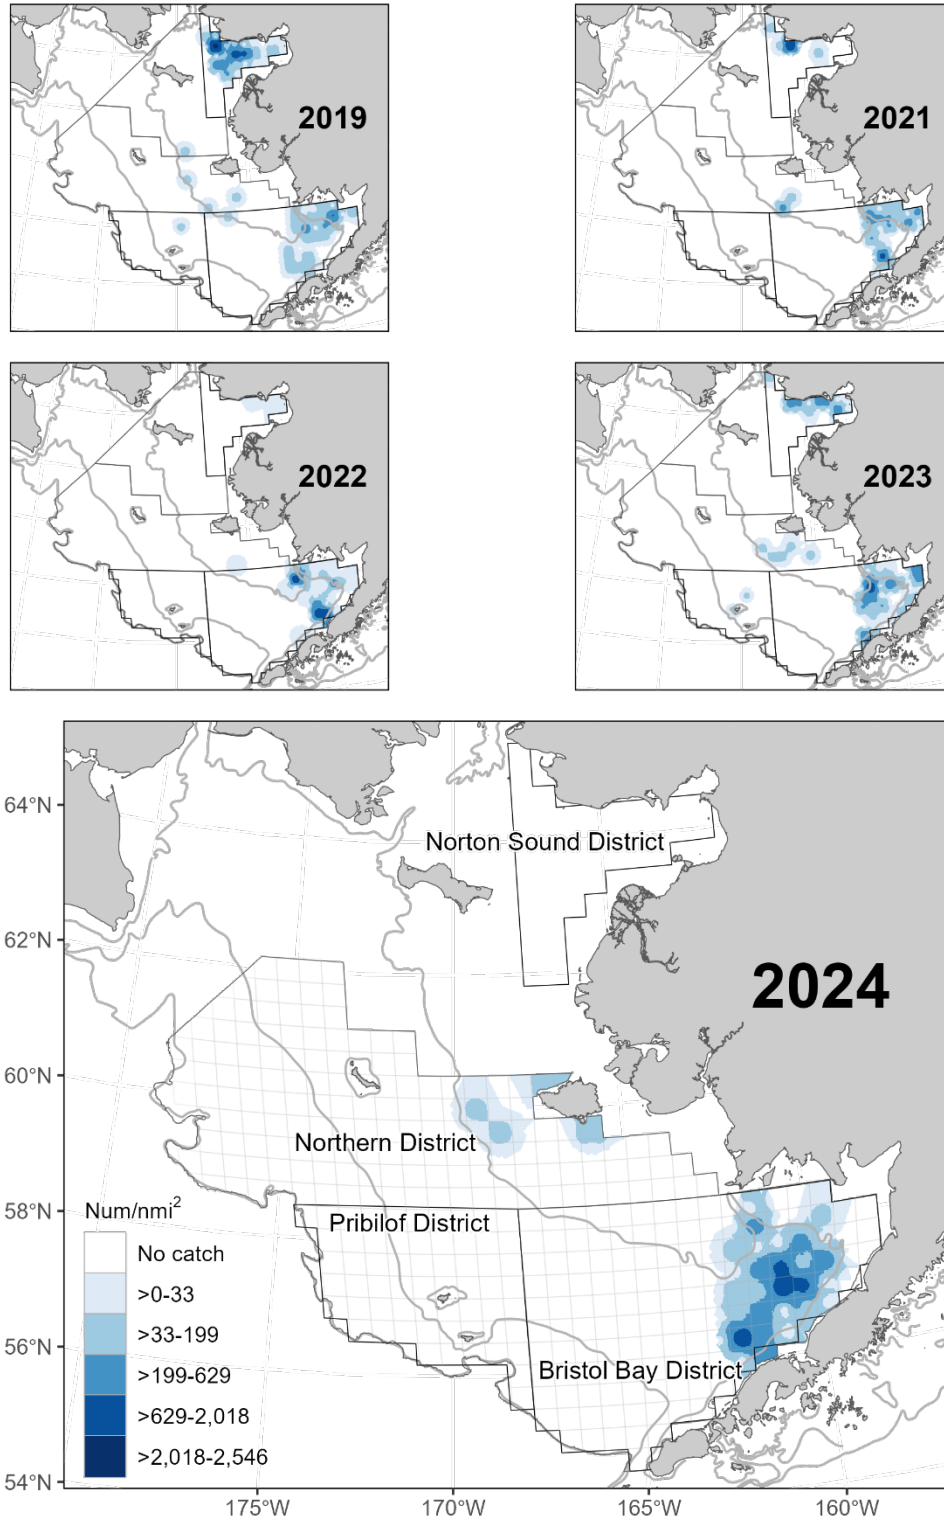 2019
2021
2022
2023
64°N
Norton Sound District
62°N
2024
60°N
Northern District
58°N
Num/nmi²
Pribilof District
No catch
>0-33
>33-199
56°N
>199-629
Bristol Bay District
>629-2,018
>2,018-2,546
54°N
175°W
170°W
165°W
160°W